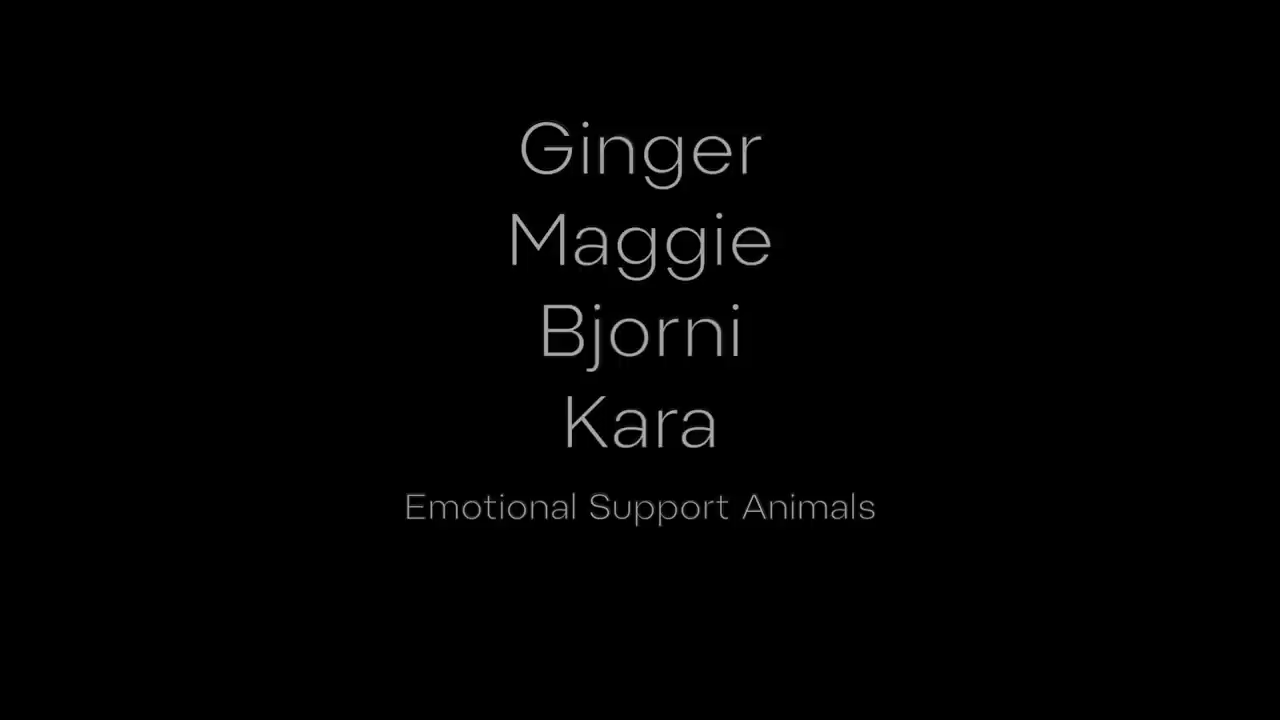 Ginger
Maggie
Bjorni
Kara
Emotional Support Animals